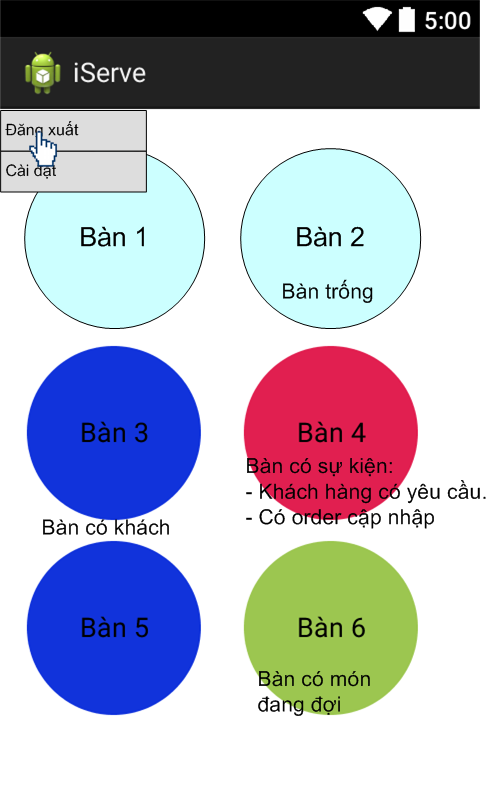 5:00
iServe
Đăng xuất
Cài đặt
Bàn 1
Bàn 2
Bàn trống
Bàn 3
Bàn 4
Bàn có sự kiện:
- Khách hàng có yêu cầu.
- Có order cập nhập
Bàn có khách
Bàn 5
Bàn 6
Bàn có món
đang đợi